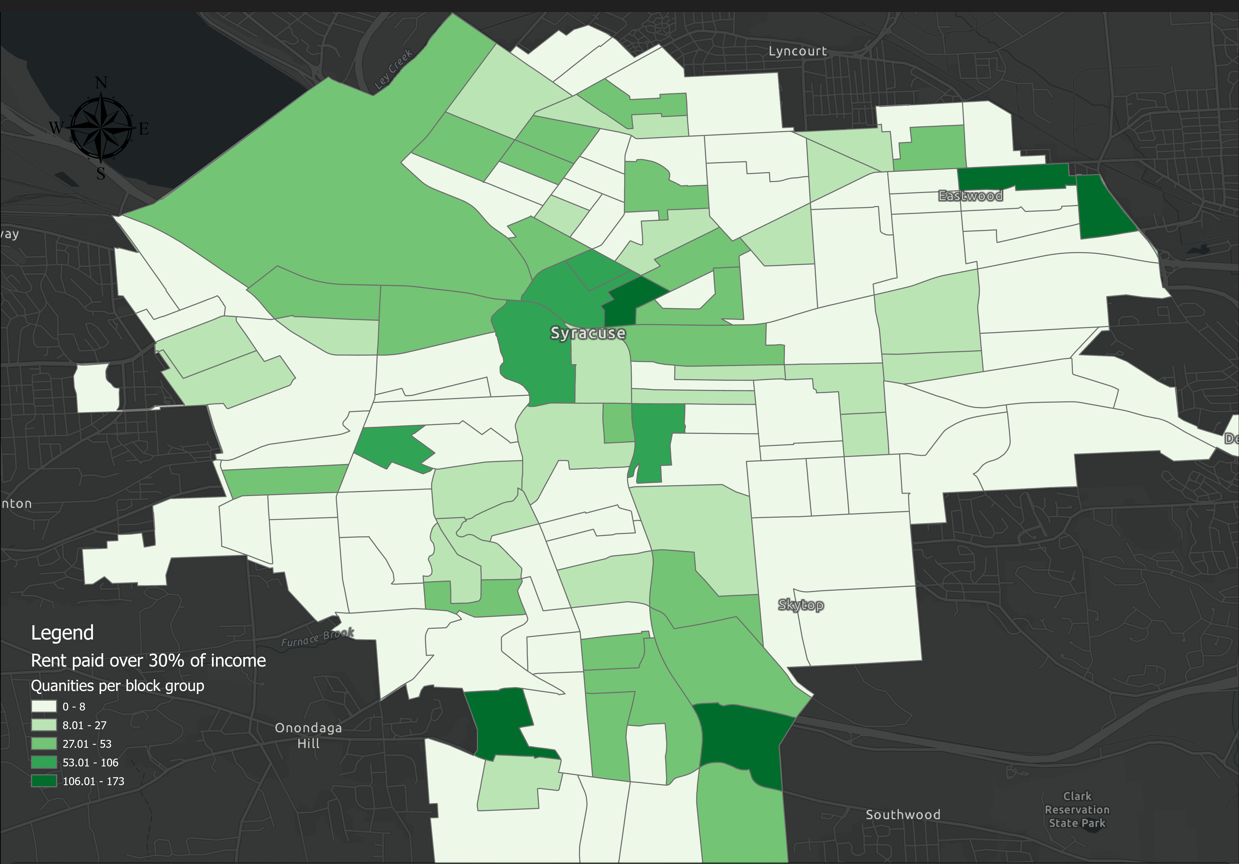 Lyncourt
Ley Creek
N
W
E
S
Eastwood
vay
Syracuse
De
nton
Skytop
Legend
Furnace Brook
Rent paid over 30% of income
Quanities per block group
0 - 8
8.01 - 27
27.01 - 53
53.01 - 106
106.01 - 173
Onondaga
Hill
Clark
Reservation
State Park
Southwood